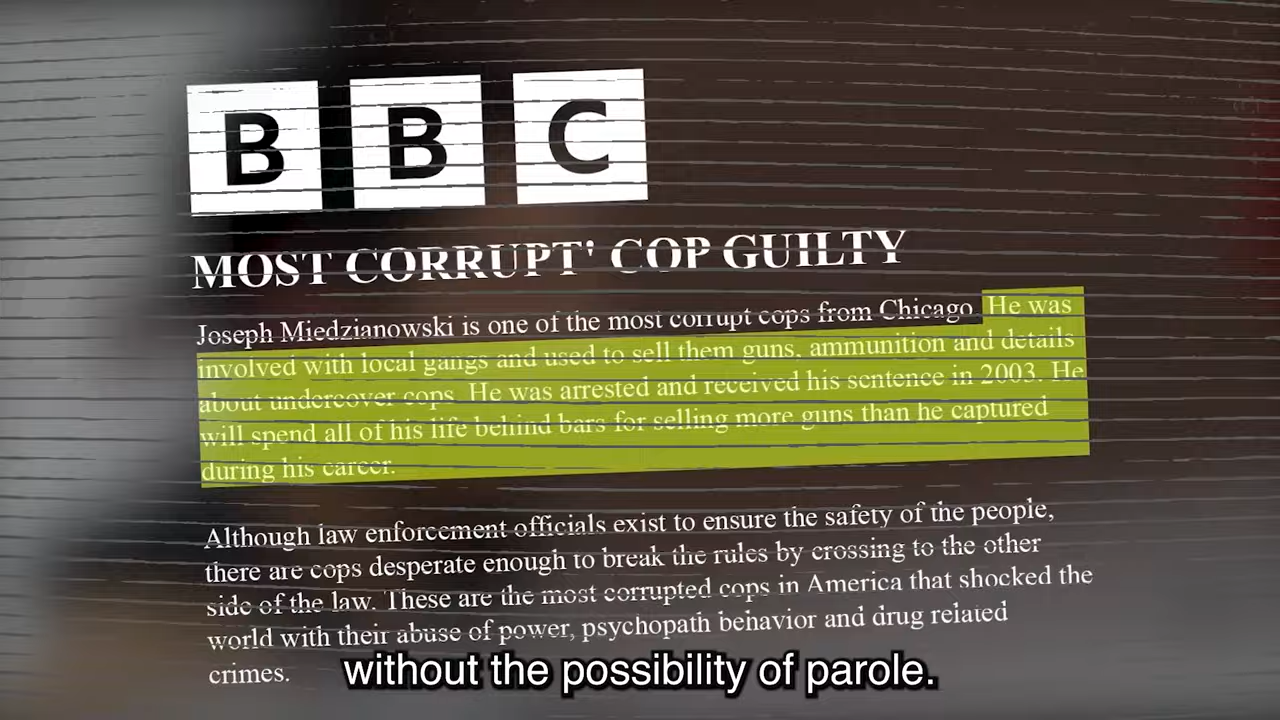 B B C
MOST CORRUPT' COP GUILTY
Joseph Miedzianowski is one of the most corrupt cops from Chicago. He was
involved with local gangs and used to sell them guns, ammunition and details
about undercover cops. He was arrested and received his sentence in 2003. He
will spend all of his life behind bars for selling more guns than he captured
during his career.
Although law enforcement officials exist to ensure the safety of the people,
there are cops desperate enough to break the rules by crossing to the other
side of the law. These are the most corrupted cops in America that shocked the
world with their abuse of power, psychopath behavior and drug related
crimes.
without the possibility of parole.